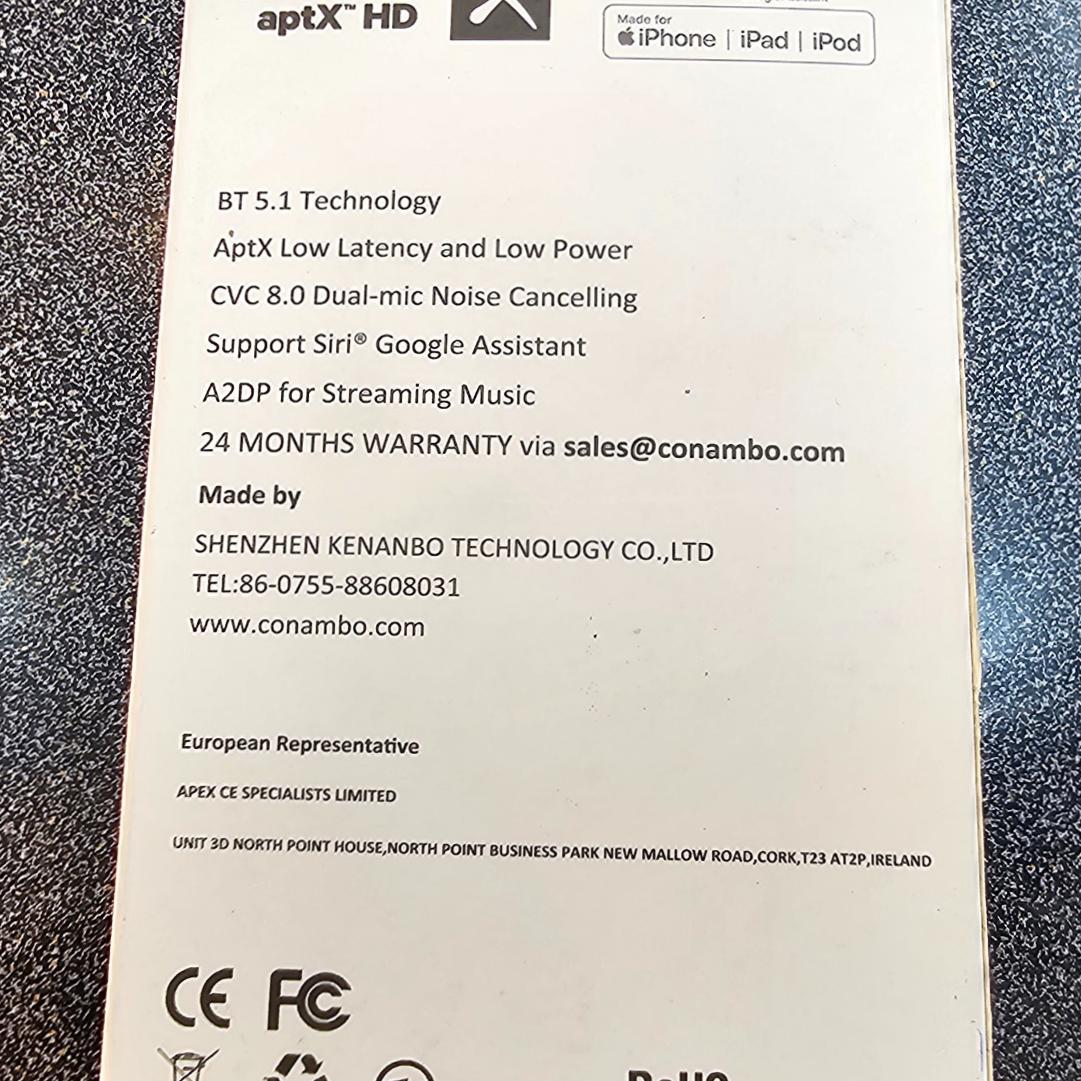 aptX™ HD
Made for
iPhone | iPad | iPod
BT 5.1 Technology
AptX Low Latency and Low Power
CVC 8.0 Dual-mic Noise Cancelling
Support Siri® Google Assistant
A2DP for Streaming Music
24 MONTHS WARRANTY via sales@conambo.com
Made by
SHENZHEN KENANBO TECHNOLOGY CO.,LTD
TEL:86-0755-88608031
www.conambo.com
European Representative
APEX CE SPECIALISTS LIMITED
UNIT 3D NORTH POINT HOUSE,NORTH POINT BUSINESS PARK NEW MALLOW ROAD,CORK,T23 AT2P,IRELAND
CE FC
RoHS